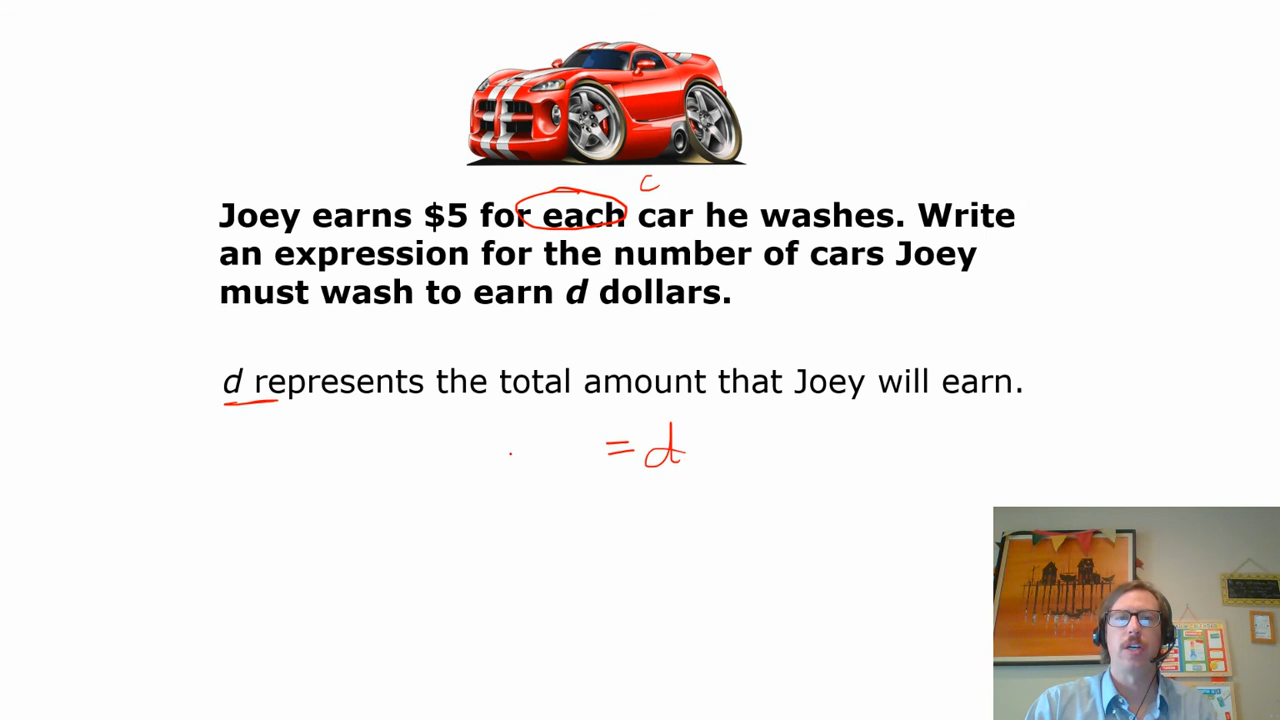 c
Joey earns $5 for each car he washes. Write
an expression for the number of cars Joey
must wash to earn d dollars.
d represents the total amount that Joey will earn.
= d